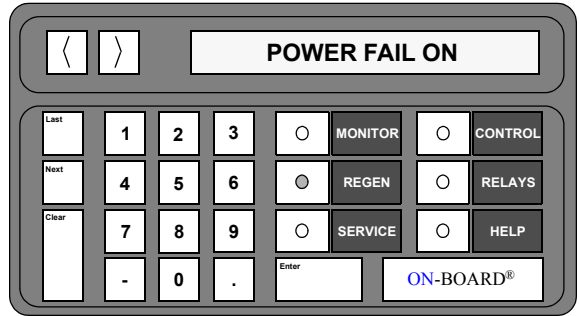 〈 〉 POWER FAIL ON
Last 1 2 3 MONITOR CONTROL
Next 4 5 6 REGEN RELAYS
Clear 7 8 9 SERVICE HELP
- 0 . Enter ON-BOARD®